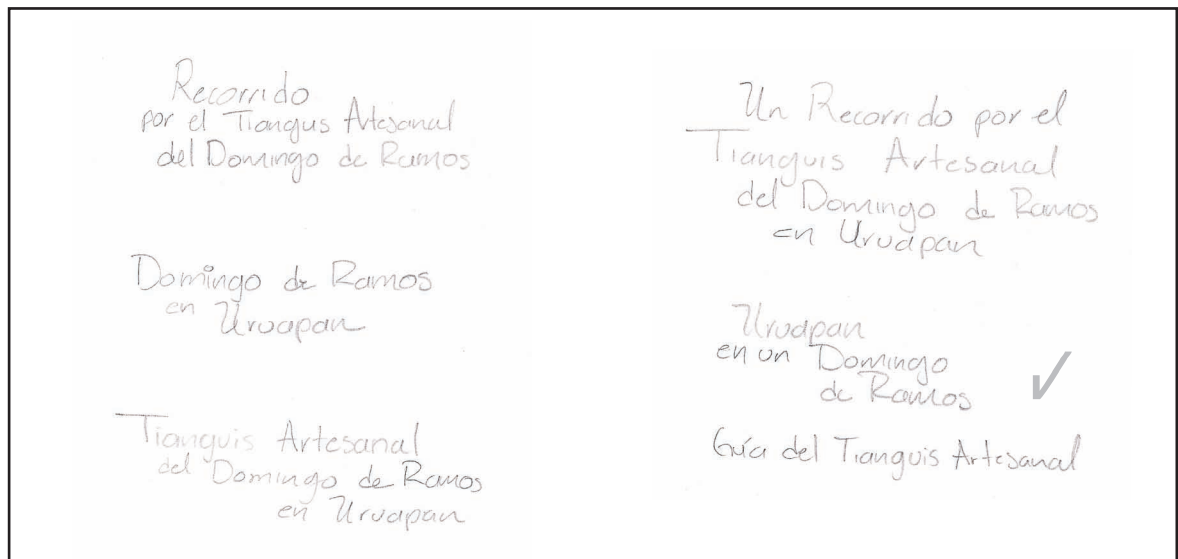 Recorrido
por el Tiangus Artesanal
del Domingo de Ramos
Domingo de Ramos
en Uruapan
Tianguis Artesanal
del Domingo de Ramos
en Uruapan
Un Recorrido por el
Tianguis Artesanal
del Domingo de Ramos
en Uruapan
Uruapan
en un Domingo
de Ramos
Guía del Tianguis Artesanal